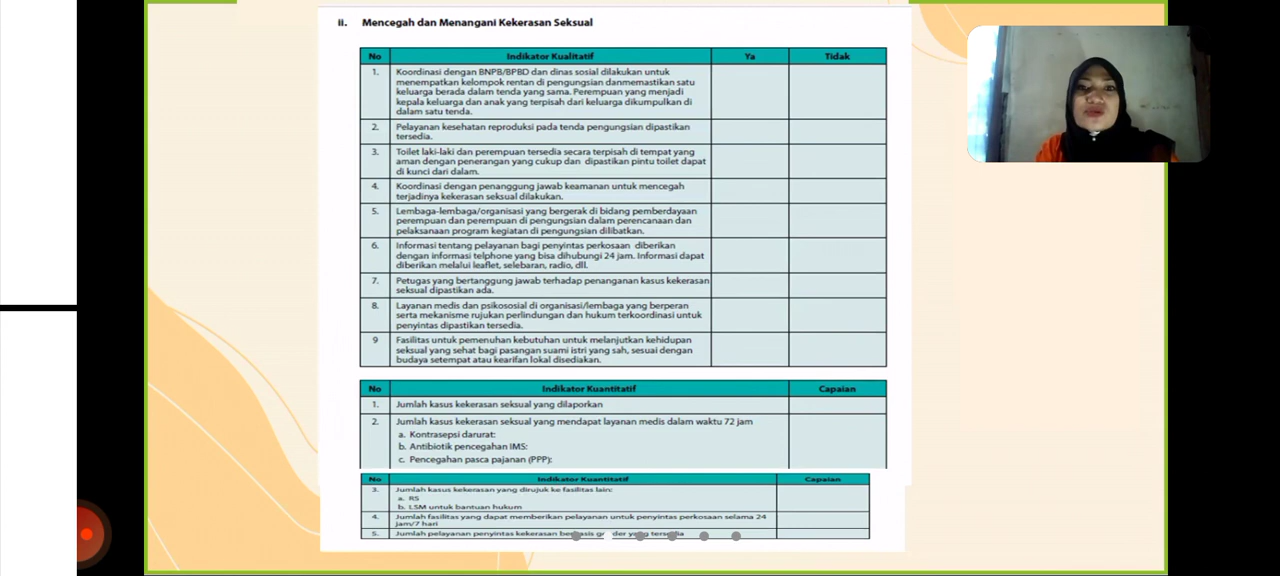 ii. Mencegah dan Menangani Kekerasan Seksual
No Indikator Kualitatif Ya Tidak
1. Koordinasi dengan BNPB/BPBD dan dinas sosial dilakukan untuk
menempatkan kelompok rentan di pengungsian danmemastikan satu
keluarga berada dalam tenda yang sama. Perempuan yang menjadi
kepala keluarga dan anak yang terpisah dari keluarga dikumpulkan di
dalam satu tenda.
2. Pelayanan kesehatan reproduksi pada tenda pengungsian dipastikan
tersedia.
3. Toilet laki-laki dan perempuan tersedia secara terpisah di tempat yang
aman dengan penerangan yang cukup dan dipastikan pintu toilet dapat
di kunci dari dalam.
4. Koordinasi dengan penanggung jawab keamanan untuk mencegah
terjadinya kekerasan seksual dilakukan.
5. Lembaga-lembaga/organisasi yang bergerak di bidang pemberdayaan
perempuan dan perempuan di pengungsian dalam perencanaan dan
pelaksanaan program kegiatan di pengungsian dilibatkan.
6. Informasi tentang pelayanan bagi penyintas perkosaan diberikan
dengan informasi telphone yang bisa dihubungi 24 jam. Informasi dapat
diberikan melalui leaflet, selebaran, radio, dll.
7. Petugas yang bertanggung jawab terhadap penanganan kasus kekerasan
seksual dipastikan ada.
8. Layanan medis dan psikososial di organisasi/lembaga yang berperan
serta mekanisme rujukan perlindungan dan hukum terkoordinasi untuk
penyintas dipastikan tersedia.
9 Fasilitas untuk pemenuhan kebutuhan untuk melanjutkan kehidupan
seksual yang sehat bagi pasangan suami istri yang sah, sesuai dengan
budaya setempat atau kearifan lokal disediakan.
No Indikator Kuantitatif Capaian
1. Jumlah kasus kekerasan seksual yang dilaporkan
2. Jumlah kasus kekerasan seksual yang mendapat layanan medis dalam waktu 72 jam
a. Kontrasepsi darurat:
b. Antibiotik pencegahan IMS:
c. Pencegahan pasca pajanan (PPP):
No Indikator Kuantitatif Capaian
3. Jumlah kasus kekerasan yang dirujuk ke fasilitas lain:
a. RS
b. LSM untuk bantuan hukum
4. Jumlah fasilitas yang dapat memberikan pelayanan untuk penyintas perkosaan selama 24
jam/7 hari
5. Jumlah pelayanan penyintas kekerasan berbasis gender yang tersedia